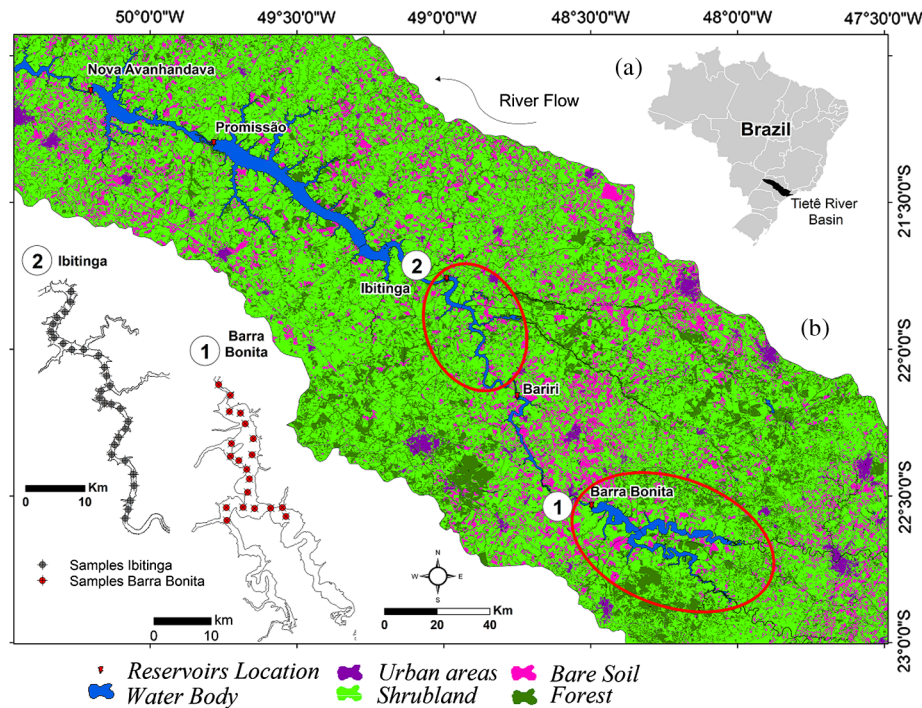 50°0'0"W 49°30'0"W 49°0'0"W 48°30'0"W 48°0'0"W 47°30'0"W
(a)
Nova Avanhandava
River Flow
Promissão
Brazil
Tietê River
Basin
21°30'0"S
2
Ibitinga
2
Ibitinga
(b)
1
Barra
Bonita
22°0'0"S
Bariri
Km
0 10
1
Barra Bonita
22°30'0"S
Samples Ibitinga
Samples Barra Bonita
N
W E
S
km
0 10
Km
0 20 40
23°0'0"S
Reservoirs Location
Urban areas
Bare Soil
Water Body
Shrubland
Forest